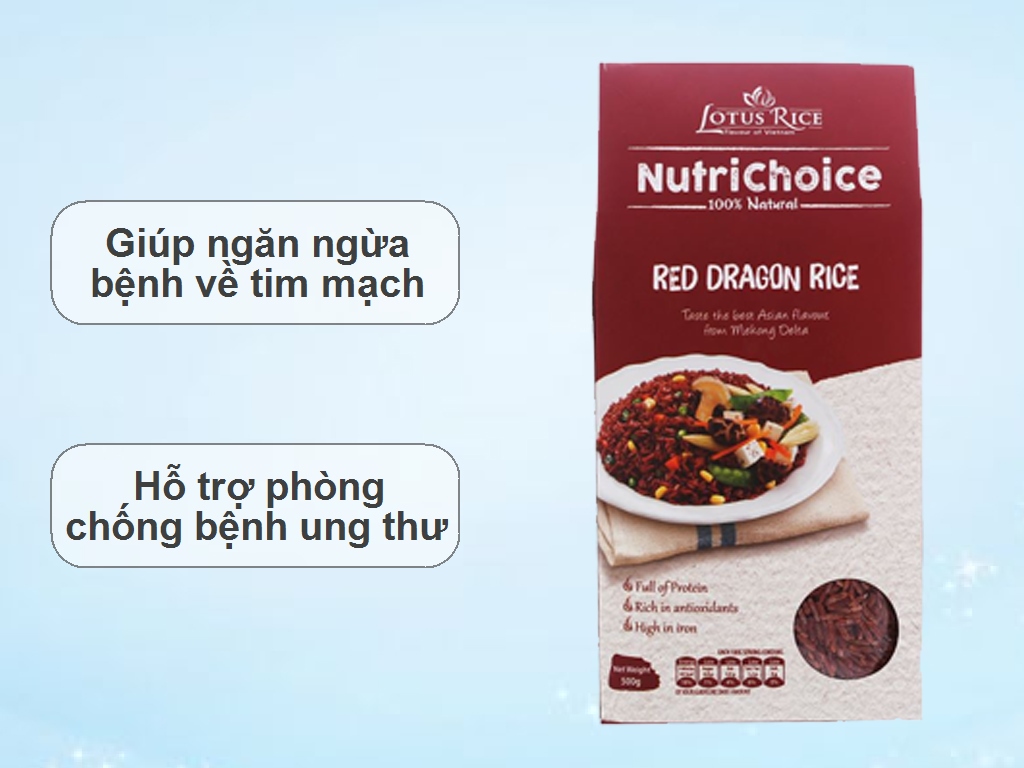 Giúp ngăn ngừa
bệnh về tim mạch
Hỗ trợ phòng
chống bệnh ung thư
LOTUS RICE
flavour of Vietnam
NutriChoice
100% Natural
RED DRAGON RICE
Taste the best Asian flavour
from Mekong Delta
Full of Protein
Rich in antioxidants
High in iron
Net Weight
500g